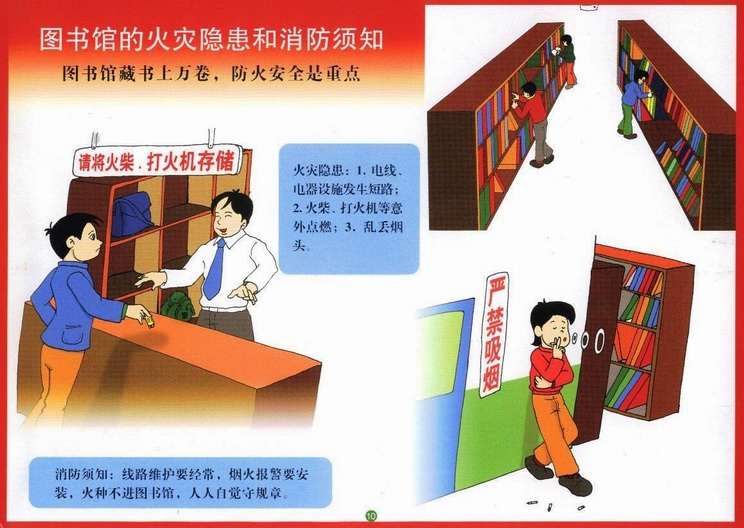 图书馆的火灾隐患和消防须知
图书馆藏书上万卷，防火安全是重点
请将火柴．打火机存储
火灾隐患：1. 电线、
电器设施发生短路；
2. 火柴、打火机等意
外点燃；3. 乱丢烟
头。
严禁吸烟
消防须知：线路维护要经常，烟火报警要安
装，火种不进图书馆，人人自觉守规章。
10